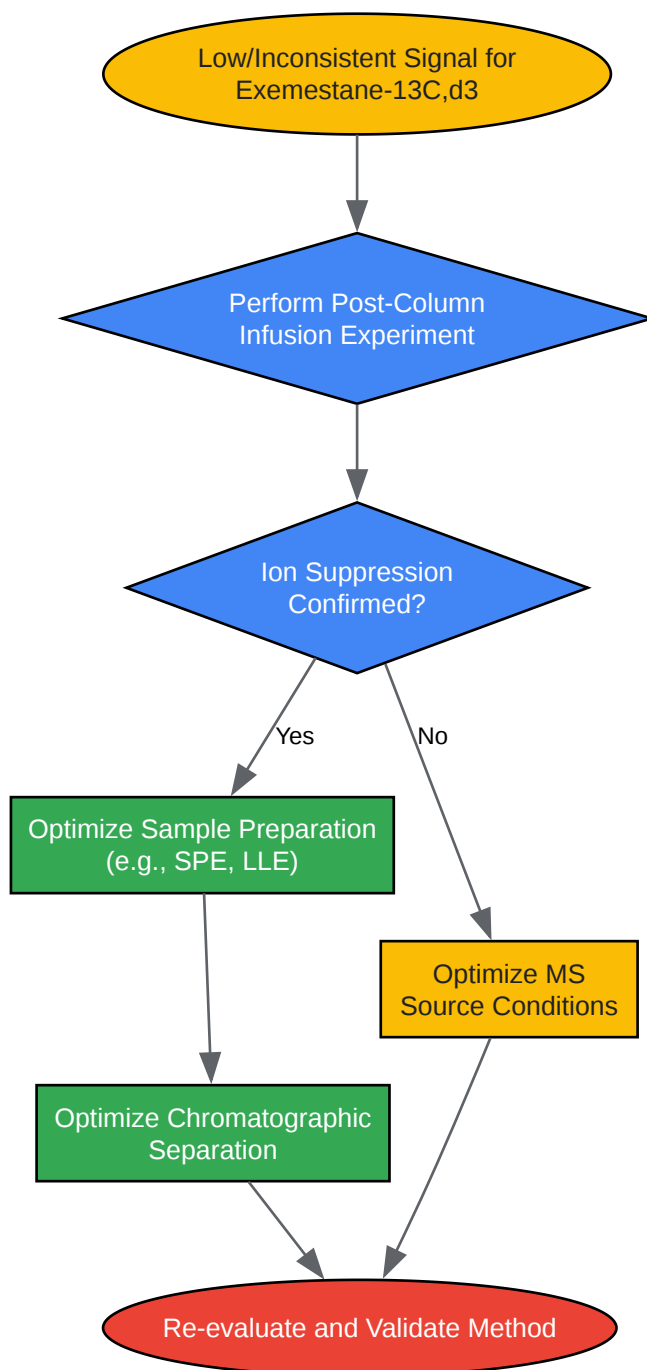 Low/Inconsistent Signal for
Exemestane-13C,d3
Perform Post-Column
Infusion Experiment
Ion Suppression
Confirmed?
Yes
No
Optimize Sample Preparation
(e.g., SPE, LLE)
Optimize MS
Source Conditions
Optimize Chromatographic
Separation
Re-evaluate and Validate Method